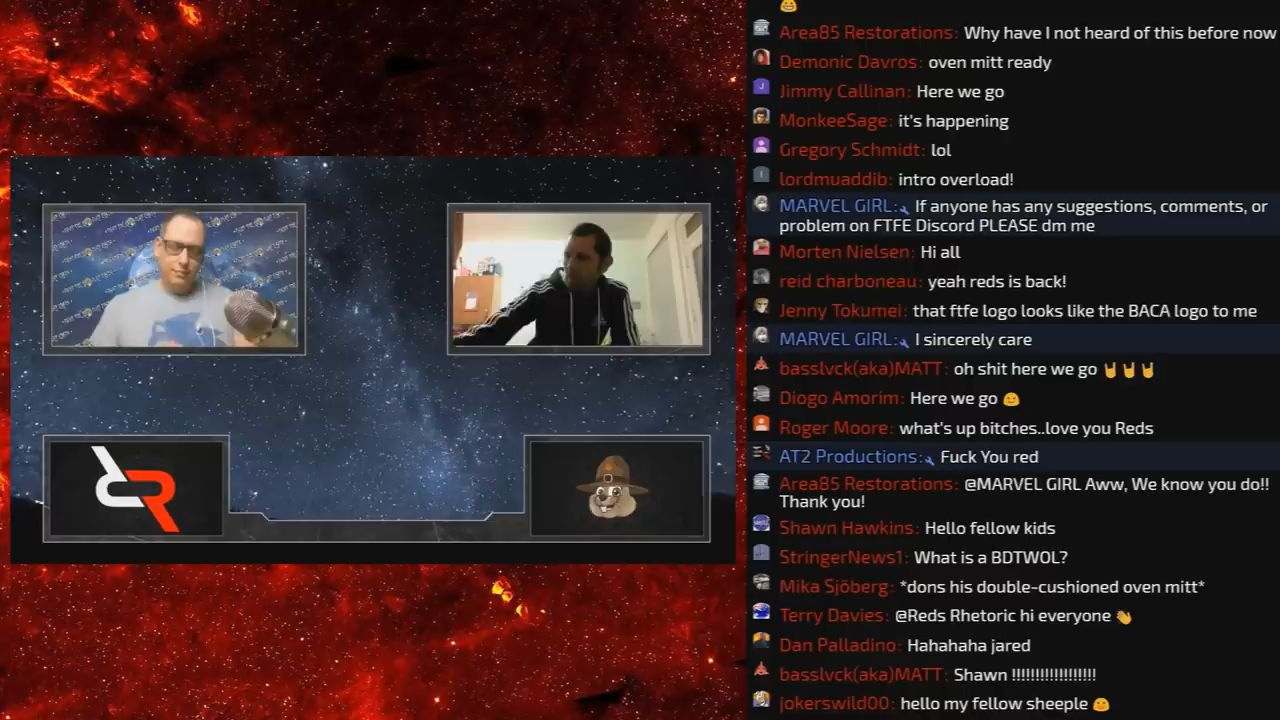 Area85 Restorations: Why have I not heard of this before now
Demonic Davros: oven mitt ready
Jimmy Callinan: Here we go
MonkeeSage: it's happening
Gregory Schmidt: lol
lordmuaddib: intro overload!
MARVEL GIRL: If anyone has any suggestions, comments, or
problem on FTFE Discord PLEASE dm me
Morten Nielsen: Hi all
reid charboneau: yeah reds is back!
Jenny Tokumei: that ftfe logo looks like the BACA logo to me
MARVEL GIRL: I sincerely care
basslvck(aka)MATT: oh shit here we go 🤘🤘🤘
Diogo Amorim: Here we go 😊
Roger Moore: what's up bitches..love you Reds
AT2 Productions: Fuck You red
Area85 Restorations: @MARVEL GIRL Aww, We know you do!!
Thank you!
Shawn Hawkins: Hello fellow kids
StringerNews1: What is a BDTWOL?
Mika Sjöberg: *dons his double-cushioned oven mitt*
Terry Davies: @Reds Rhetoric hi everyone 👋
Dan Palladino: Hahahaha jared
basslvck(aka)MATT: Shawn !!!!!!!!!!!!!!!!!!
jokerswild00: hello my fellow sheeple 😊